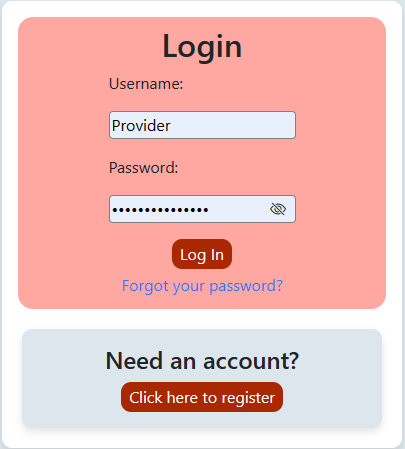 Login
Username:
Provider
Password:
•••••••••••••••
Log In
Forgot your password?
Need an account?
Click here to register